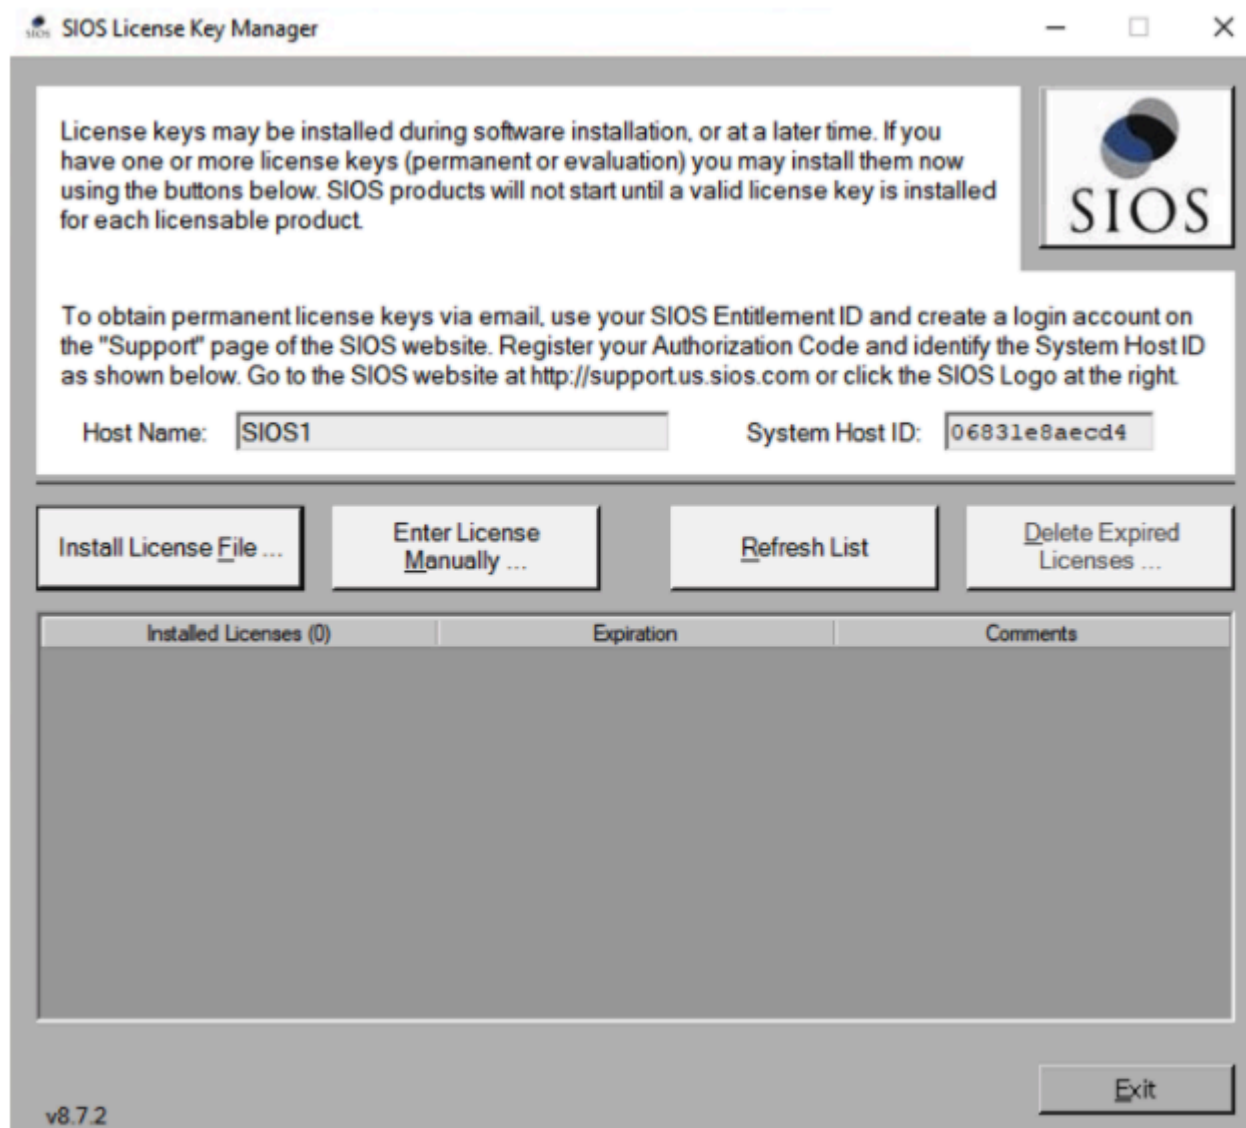 SIOS License Key Manager
License keys may be installed during software installation, or at a later time. If you
have one or more license keys (permanent or evaluation) you may install them now
using the buttons below. SIOS products will not start until a valid license key is installed
for each licensable product.
SIOS
To obtain permanent license keys via email, use your SIOS Entitlement ID and create a login account on
the "Support" page of the SIOS website. Register your Authorization Code and identify the System Host ID
as shown below. Go to the SIOS website at http://support.us.sios.com or click the SIOS Logo at the right.
Host Name: SIOS1 System Host ID: 06831e8aecd4
Install License File ...
Enter License
Manually ...
Refresh List
Delete Expired
Licenses ...
Installed Licenses (0) Expiration Comments
Exit
v8.7.2